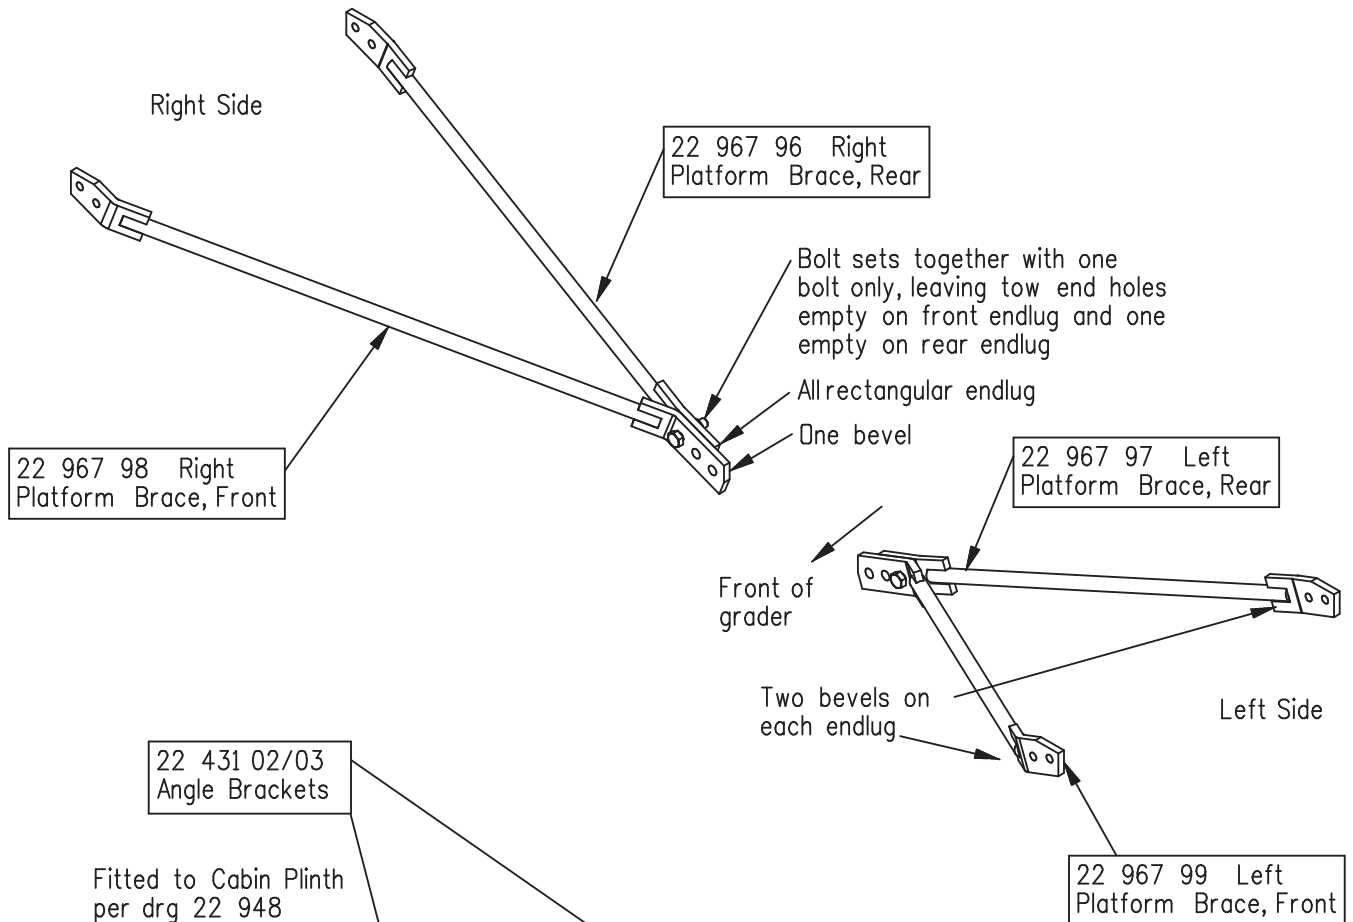 Right Side
22 967 96 Right
Platform Brace, Rear
Bolt sets together with one
bolt only, leaving tow end holes
empty on front endlug and one
empty on rear endlug
All rectangular endlug
One bevel
22 967 98 Right
Platform Brace, Front
22 967 97 Left
Platform Brace, Rear
Front of
grader
Two bevels on
each endlug
Left Side
22 431 02/03
Angle Brackets
Fitted to Cabin Plinth
per drg 22 948
22 967 99 Left
Platform Brace, Front